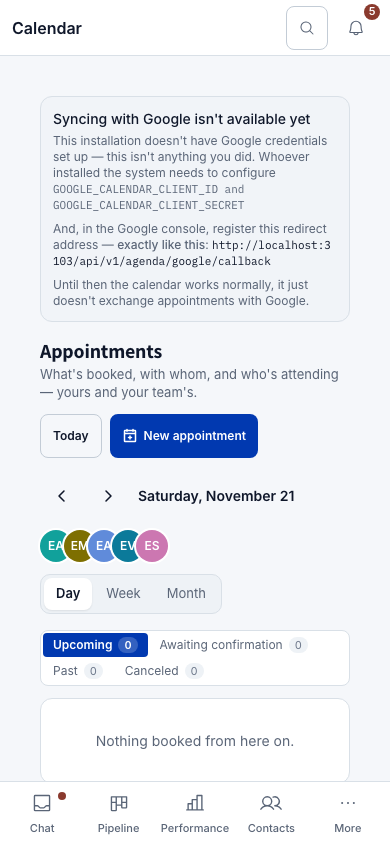 Calendar
5
Syncing with Google isn't available yet
This installation doesn't have Google credentials
set up — this isn't anything you did. Whoever
installed the system needs to configure
GOOGLE_CALENDAR_CLIENT_ID and
GOOGLE_CALENDAR_CLIENT_SECRET
And, in the Google console, register this redirect
address — exactly like this: http://localhost:3
103/api/v1/agenda/google/callback
Until then the calendar works normally, it just
doesn't exchange appointments with Google.
Appointments
What's booked, with whom, and who's attending
— yours and your team's.
Today New appointment
Saturday, November 21
EA EM EA EV ES
Day Week Month
Upcoming 0 Awaiting confirmation 0
Past 0 Canceled 0
Nothing booked from here on.
Chat Pipeline Performance Contacts More